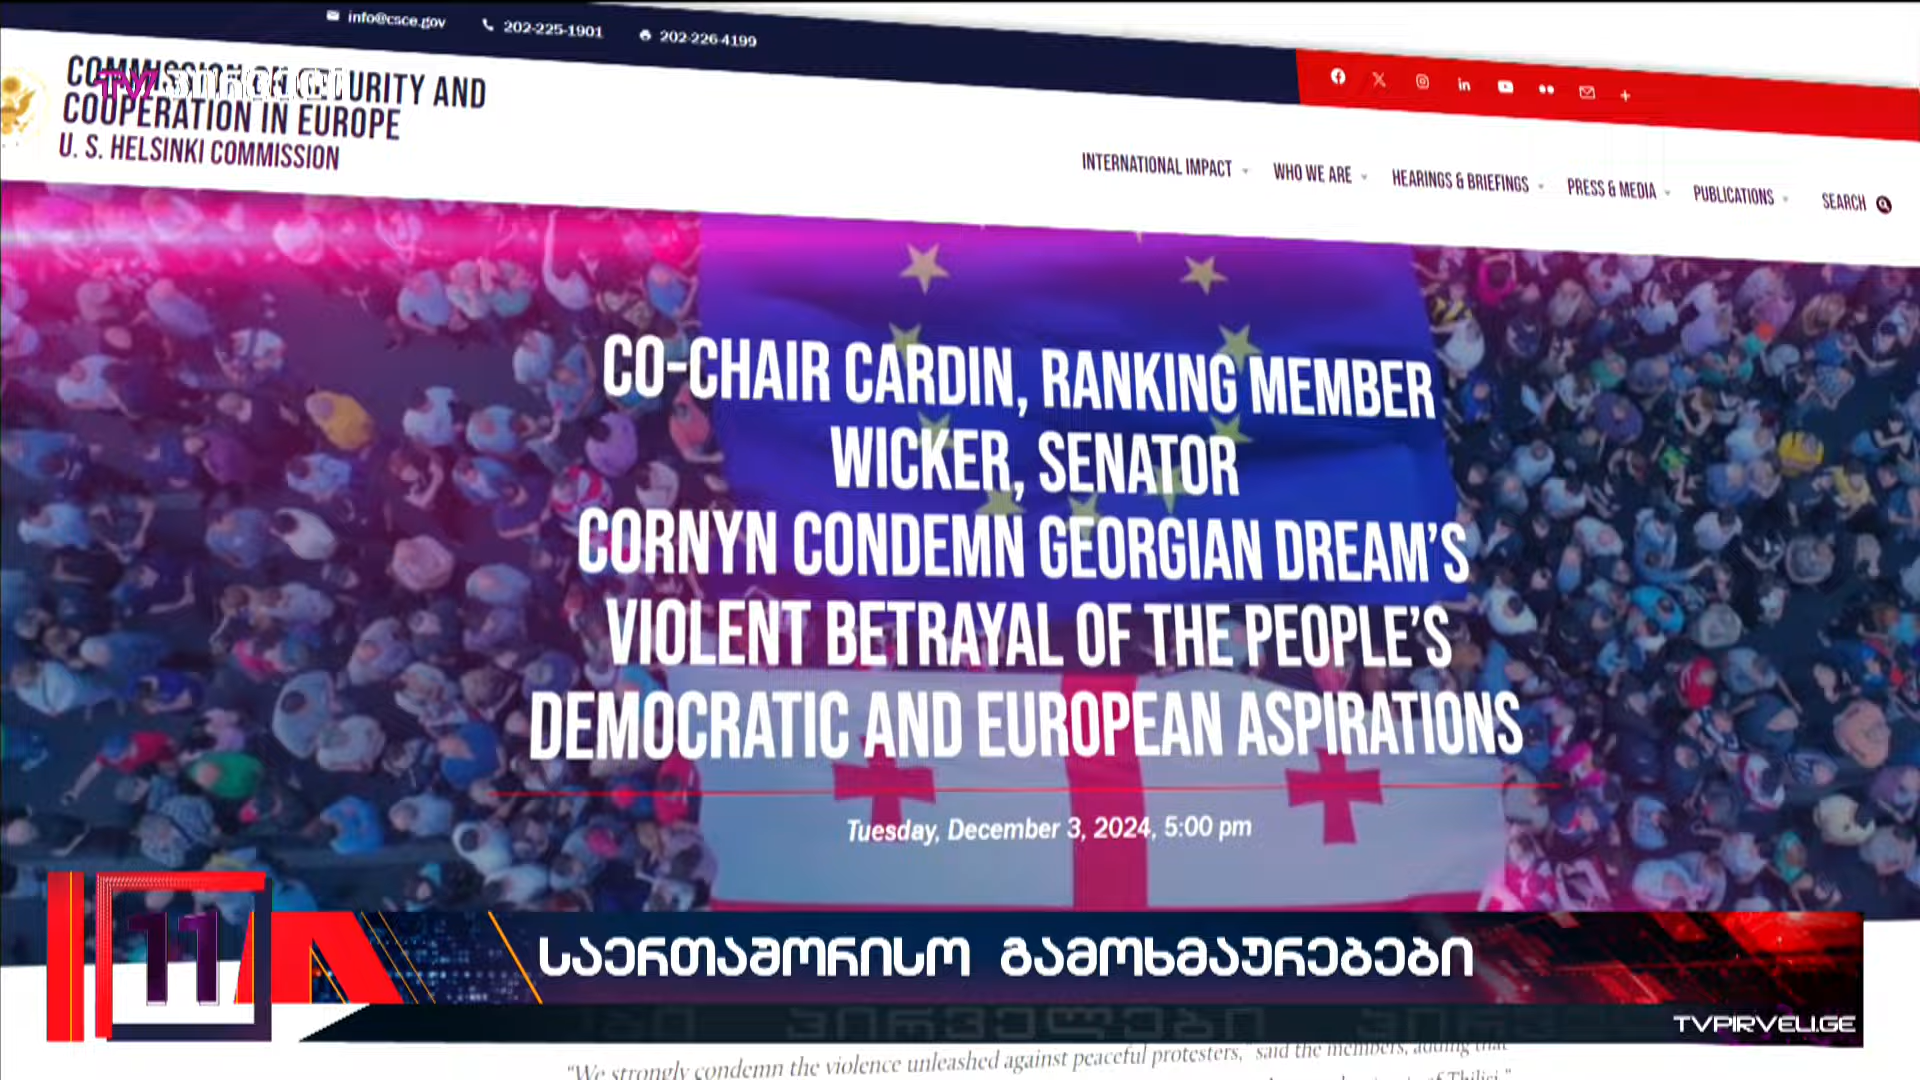 info@csce.gov 202-225-1901 202-226-4199
COMMISSION ON SECURITY AND
COOPERATION IN EUROPE
U. S. HELSINKI COMMISSION
TV
INTERNATIONAL IMPACT WHO WE ARE HEARINGS & BRIEFINGS PRESS & MEDIA PUBLICATIONS SEARCH
CO-CHAIR CARDIN, RANKING MEMBER
WICKER, SENATOR
CORNYN CONDEMN GEORGIAN DREAM'S
VIOLENT BETRAYAL OF THE PEOPLE'S
DEMOCRATIC AND EUROPEAN ASPIRATIONS
Tuesday, December 3, 2024, 5:00 pm
11
საერთაშორისო გამოხმაურებები
TVPIRVELI.GE
"We strongly condemn the violence unleashed against peaceful protesters," said the members, adding that
of Tbilisi."